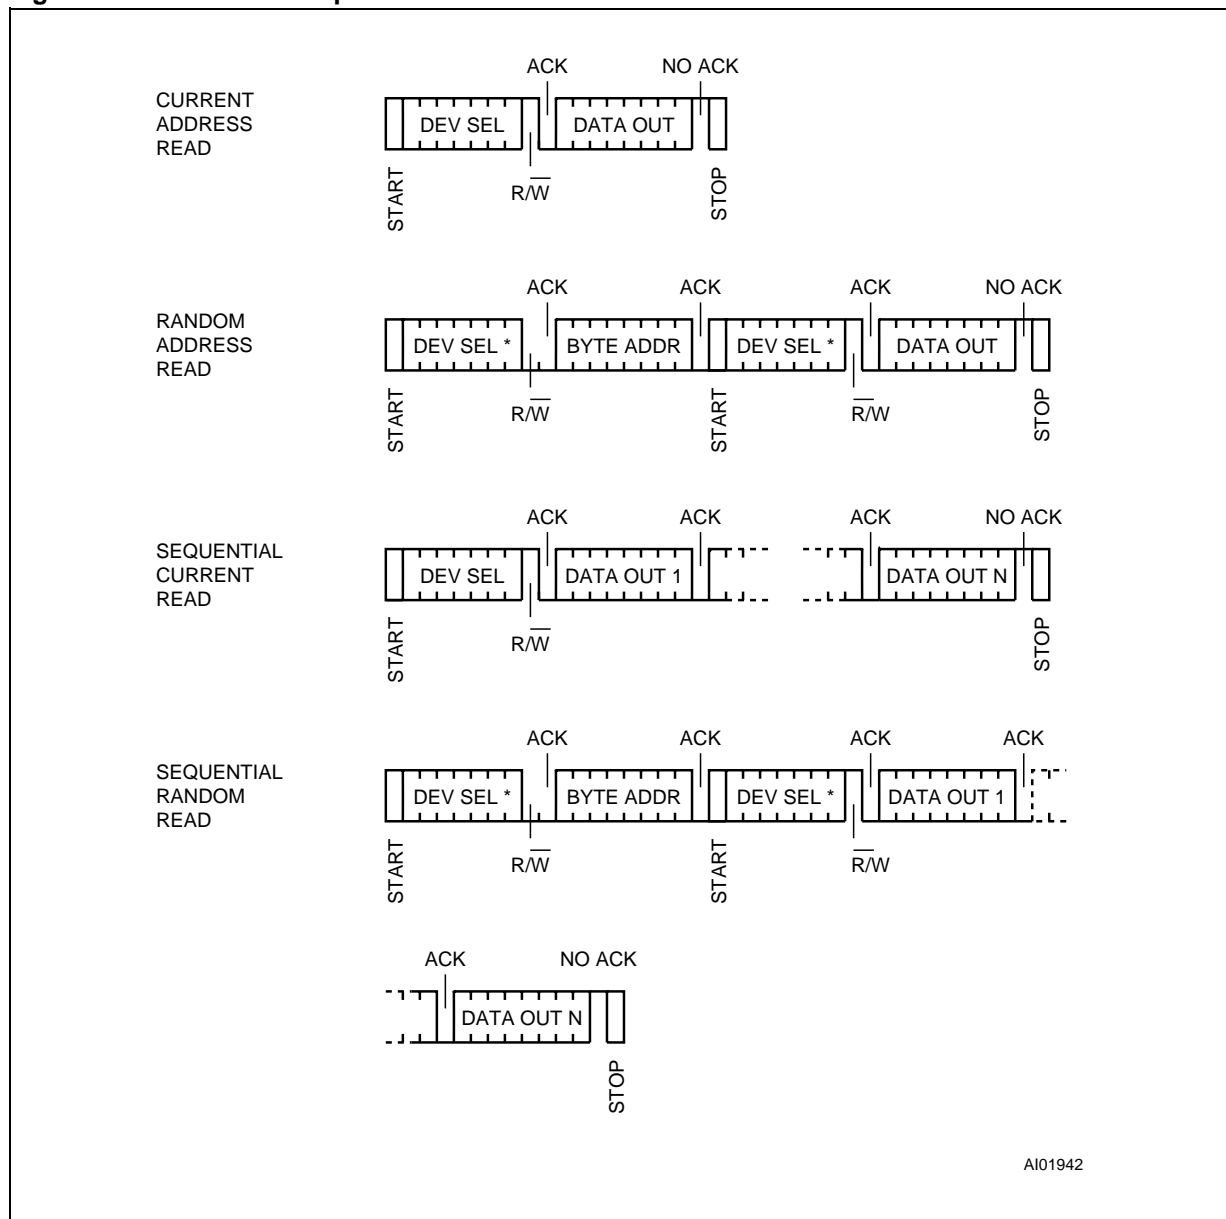 ACK NO ACK
CURRENT
ADDRESS
READ
DEV SEL DATA OUT
START R/W STOP
ACK ACK ACK NO ACK
RANDOM
ADDRESS
READ
DEV SEL * BYTE ADDR DEV SEL * DATA OUT
START R/W START R/W STOP
ACK ACK ACK NO ACK
SEQUENTIAL
CURRENT
READ
DEV SEL DATA OUT 1 DATA OUT N
START R/W STOP
ACK ACK ACK ACK
SEQUENTIAL
RANDOM
READ
DEV SEL * BYTE ADDR DEV SEL * DATA OUT 1
START R/W START R/W
ACK NO ACK
DATA OUT N
STOP
AI01942